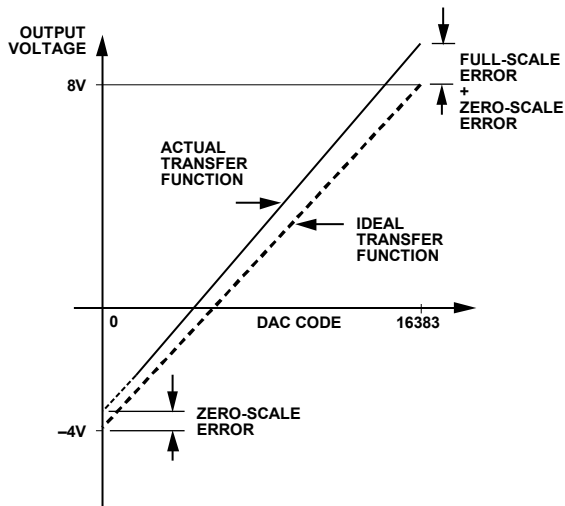 OUTPUT
VOLTAGE
8V
FULL-SCALE
ERROR
+
ZERO-SCALE
ERROR
ACTUAL
TRANSFER
FUNCTION
IDEAL
TRANSFER
FUNCTION
0
DAC CODE
16383
ZERO-SCALE
ERROR
–4V